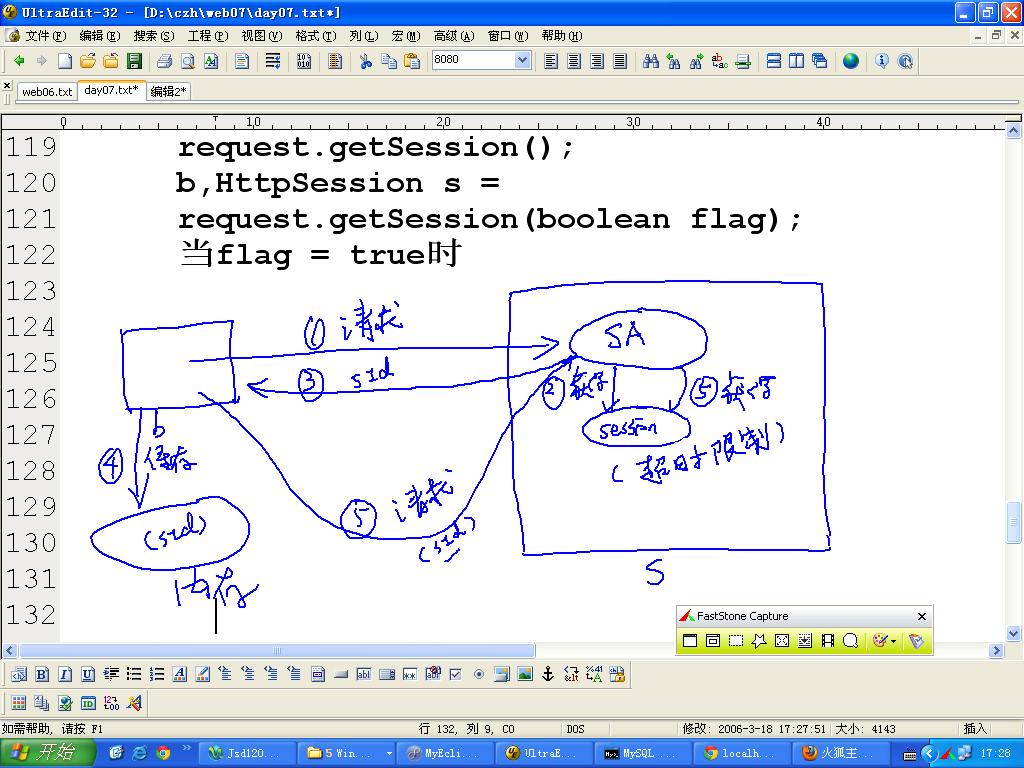 UltraEdit-32 - [D:\czh\web07\day07.txt*]
文件(F) 编辑(E) 搜索(S) 工程(P) 视图(V) 格式(T) 列(L) 宏(M) 高级(A) 窗口(W) 帮助(H)
8080
web06.txt day07.txt* 编辑2*
0 10 20 30 40
119 request.getSession();
120 b,HttpSession s =
121 request.getSession(boolean flag);
122 当flag = true时
123
124 ① 请求 SA
125 ③ sid
126 ② 获得 ⑤
127 b session
128 ④ 保存 (超时限制)
129 ⑤ 请求
130 (sid) (sid)
131 内存 S
132
FastStone Capture
如需帮助, 请按 F1 行 132, 列 9, C0 DOS 修改: 2006-3-18 17:27:51 大小: 4143 插入
开始 Jsd120... 5 Win... MyEcli... UltraE... MySQL localh... 火狐主... 17:28